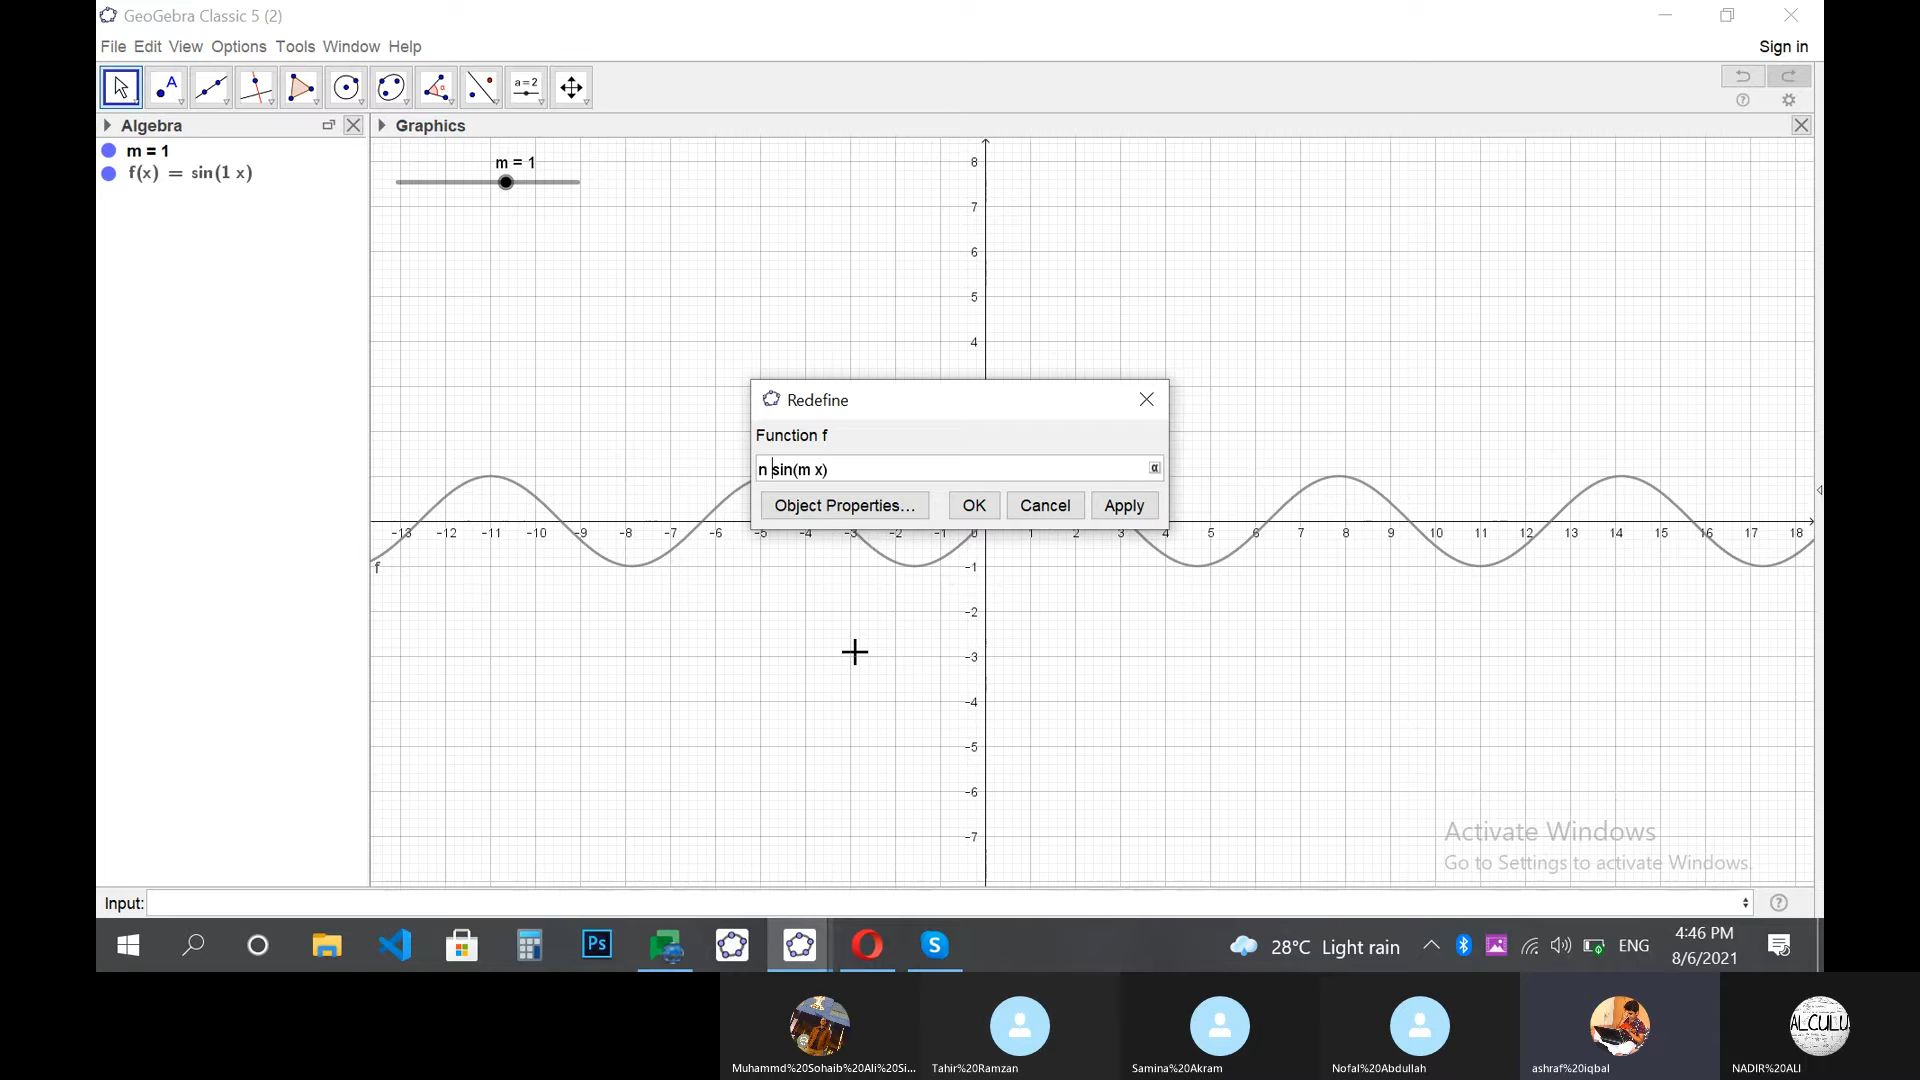 GeoGebra Classic 5 (2)
File Edit View Options Tools Window Help
Sign in
A
a=2
Algebra
Graphics
m = 1
f(x) = sin(1 x)
m = 1
8
7
6
5
4
Redefine
Function f
n sin(m x)
α
Object Properties…
OK
Cancel
Apply
-13 -12 -11 -10 -9 -8 -7 -6 -5 -4 -3 -2 -1 0 1 2 3 4 5 6 7 8 9 10 11 12 13 14 15 16 17 18
f
-1
-2
-3
-4
-5
-6
-7
Activate Windows
Go to Settings to activate Windows.
Input:
Ps
S
28°C Light rain
ENG
4:46 PM
8/6/2021
ALCULU
Muhammd%20Sohaib%20Ali%20Si...
Tahir%20Ramzan
Samina%20Akram
Nofal%20Abdullah
ashraf%20iqbal
NADIR%20ALI